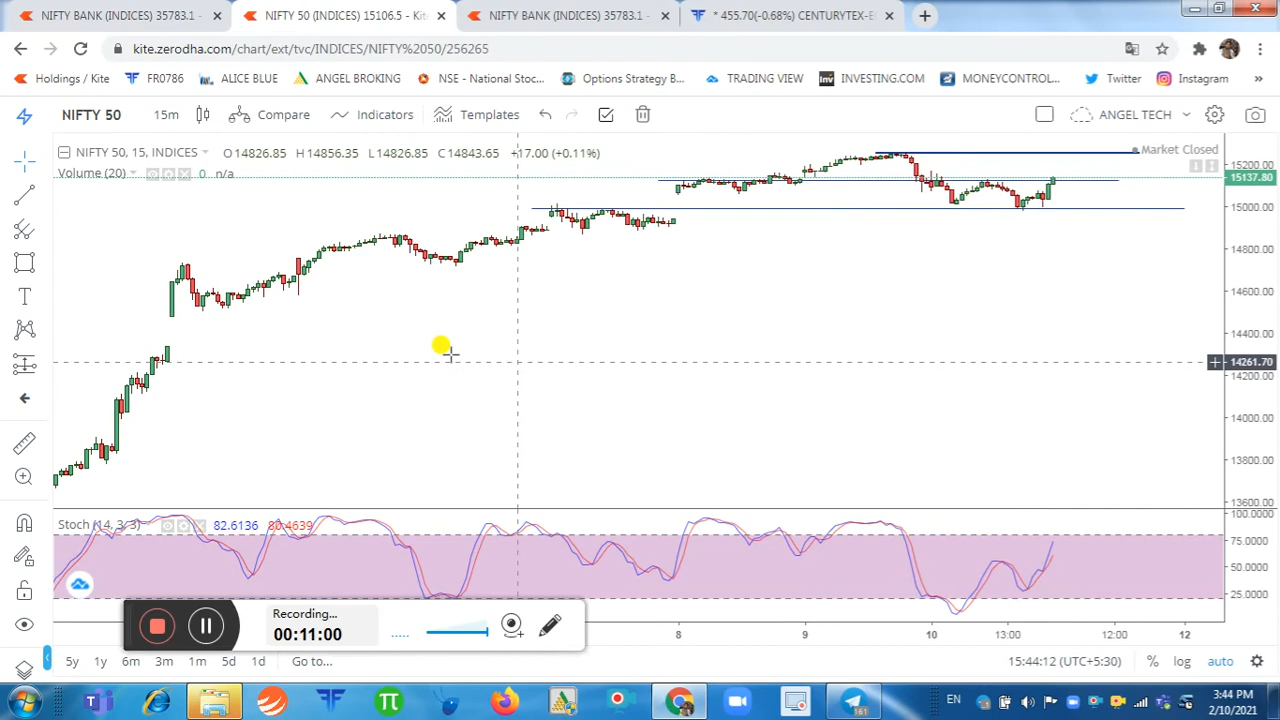 NIFTY BANK (INDICES) 35783.1 -
NIFTY 50 (INDICES) 15106.5 - Kite
NIFTY 50 (INDICES) 35783.1 -
* 455.70(-0.68%) CENTURYTEX-E
kite.zerodha.com/chart/ext/tvc/INDICES/NIFTY%2050/256265
Holdings / Kite
FR0786
ALICE BLUE
ANGEL BROKING
NSE - National Stoc...
Options Strategy B...
TRADING VIEW
INVESTING.COM
MONEYCONTROL...
Twitter
Instagram
»
NIFTY 50
15m
Compare
Indicators
Templates
ANGEL TECH
NIFTY 50, 15, INDICES
O14826.85 H14856.35 L14826.85 C14843.65 +17.00 (+0.11%)
Market Closed
Volume (20)
0 n/a
15200.00
15137.80
15000.00
14800.00
14600.00
14400.00
14261.70
14200.00
14000.00
13800.00
13600.00
Stoch (14, 3, 3)
82.6136 80.4639
100.0000
75.0000
50.0000
25.0000
Recording...
00:11:00
8 9 10 13:00 12:00 12
5y 1y 6m 3m 1m 5d 1d Go to...
15:44:12 (UTC+5:30) % log auto
EN
161
3:44 PM
2/10/2021